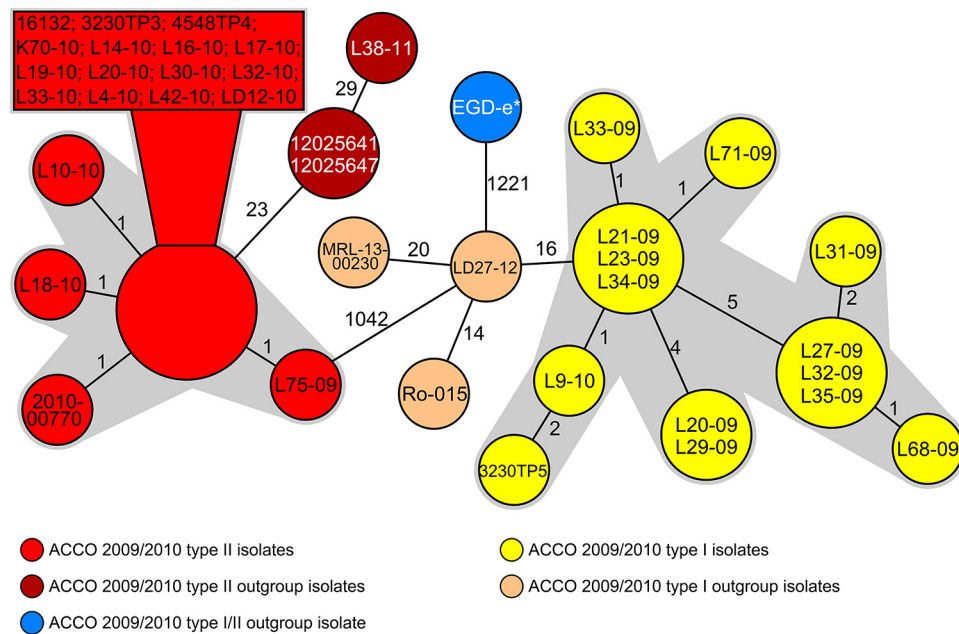 16132; 3230TP3; 4548TP4;
K70-10; L14-10; L16-10; L17-10;
L19-10; L20-10; L30-10; L32-10;
L33-10; L4-10; L42-10; LD12-10
L38-11
29
12025641
12025647
23
EGD-e*
1221
L10-10
1
L18-10
1
2010-
00770
1
L75-09
1
1042
MRL-13-
00230
20
LD27-12
16
14
Ro-015
L33-09
1
L71-09
1
L21-09
L23-09
L34-09
5
L31-09
2
L27-09
L32-09
L35-09
1
L68-09
4
L20-09
L29-09
1
L9-10
2
3230TP5
ACCO 2009/2010 type II isolates
ACCO 2009/2010 type II outgroup isolates
ACCO 2009/2010 type I/II outgroup isolate
ACCO 2009/2010 type I isolates
ACCO 2009/2010 type I outgroup isolates